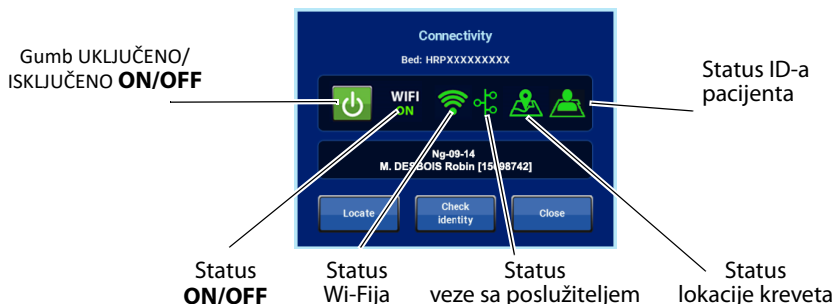 Connectivity
Bed: HRPXXXXXXXXX
Gumb UKLJUČENO/
ISKLJUČENO ON/OFF
WIFI
ON
Status ID-a
pacijenta
Ng-09-14
M. DESBOIS Robin [15098742]
Locate
Check
identity
Close
Status
ON/OFF
Status
Wi-Fija
Status
veze sa poslužiteljem
Status
lokacije kreveta